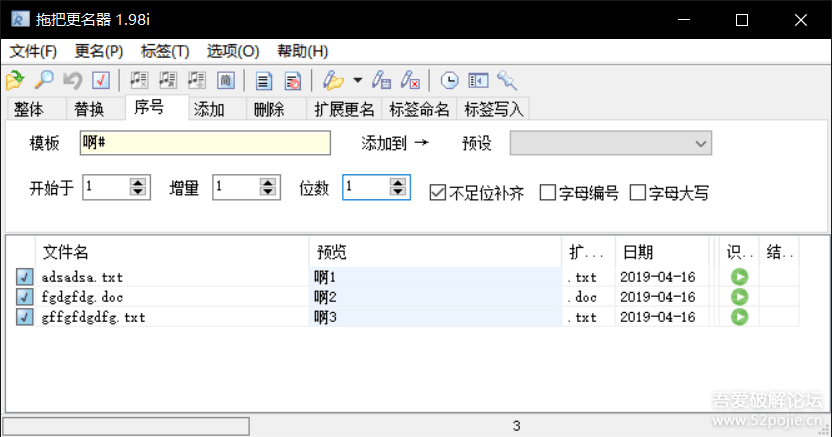 拖把更名器 1.98i
文件(F) 更名(P) 标签(T) 选项(O) 帮助(H)
简
整体 替换 序号 添加 删除 扩展更名 标签命名 标签写入
模板 啊# 添加到 → 预设
开始于 1 增量 1 位数 1 不足位补齐 字母编号 字母大写
文件名 预览 扩... 日期 识.. 结..
adsadsa.txt 啊1 .txt 2019-04-16
fgdgfdg.doc 啊2 .doc 2019-04-16
gffgfdgdfg.txt 啊3 .txt 2019-04-16
吾爱破解论坛
www.52pojie.cn
3